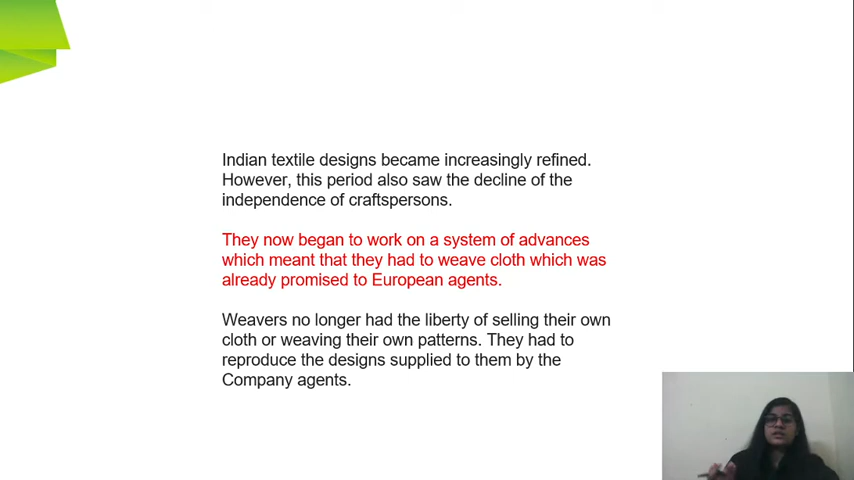 Indian textile designs became increasingly refined.
However, this period also saw the decline of the
independence of craftspersons.
They now began to work on a system of advances
which meant that they had to weave cloth which was
already promised to European agents.
Weavers no longer had the liberty of selling their own
cloth or weaving their own patterns. They had to
reproduce the designs supplied to them by the
Company agents.